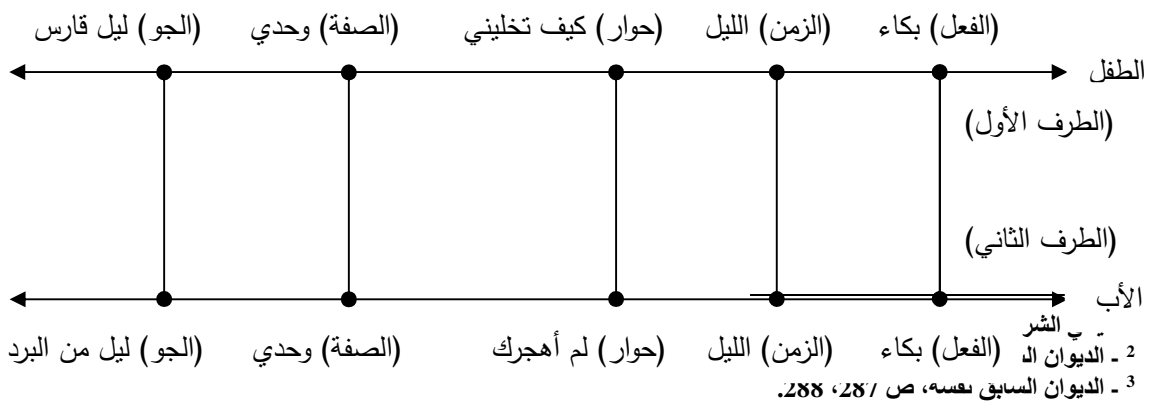 (الفعل) بكاء (الزمن) الليل (حوار) كيف تخليني (الصفة) وحدي (الجو) ليل قارس
الطفل
(الطرف الأول)
(الطرف الثاني)
الأب
(الفعل) بكاء (الزمن) الليل (حوار) لم أهجرك (الصفة) وحدي (الجو) ليل من البرد
2 ـ الديوان
3 ـ الديوان السابق نفسه، ص 287، 288.